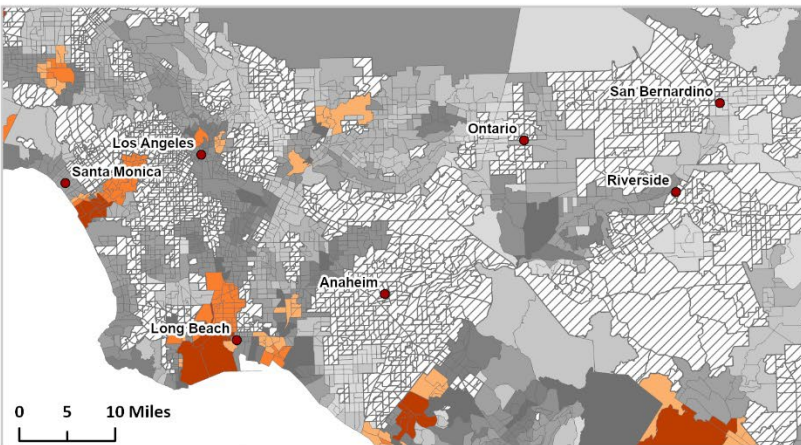 San Bernardino
Ontario
Los Angeles
Santa Monica
Riverside
Anaheim
Long Beach
0 5 10 Miles